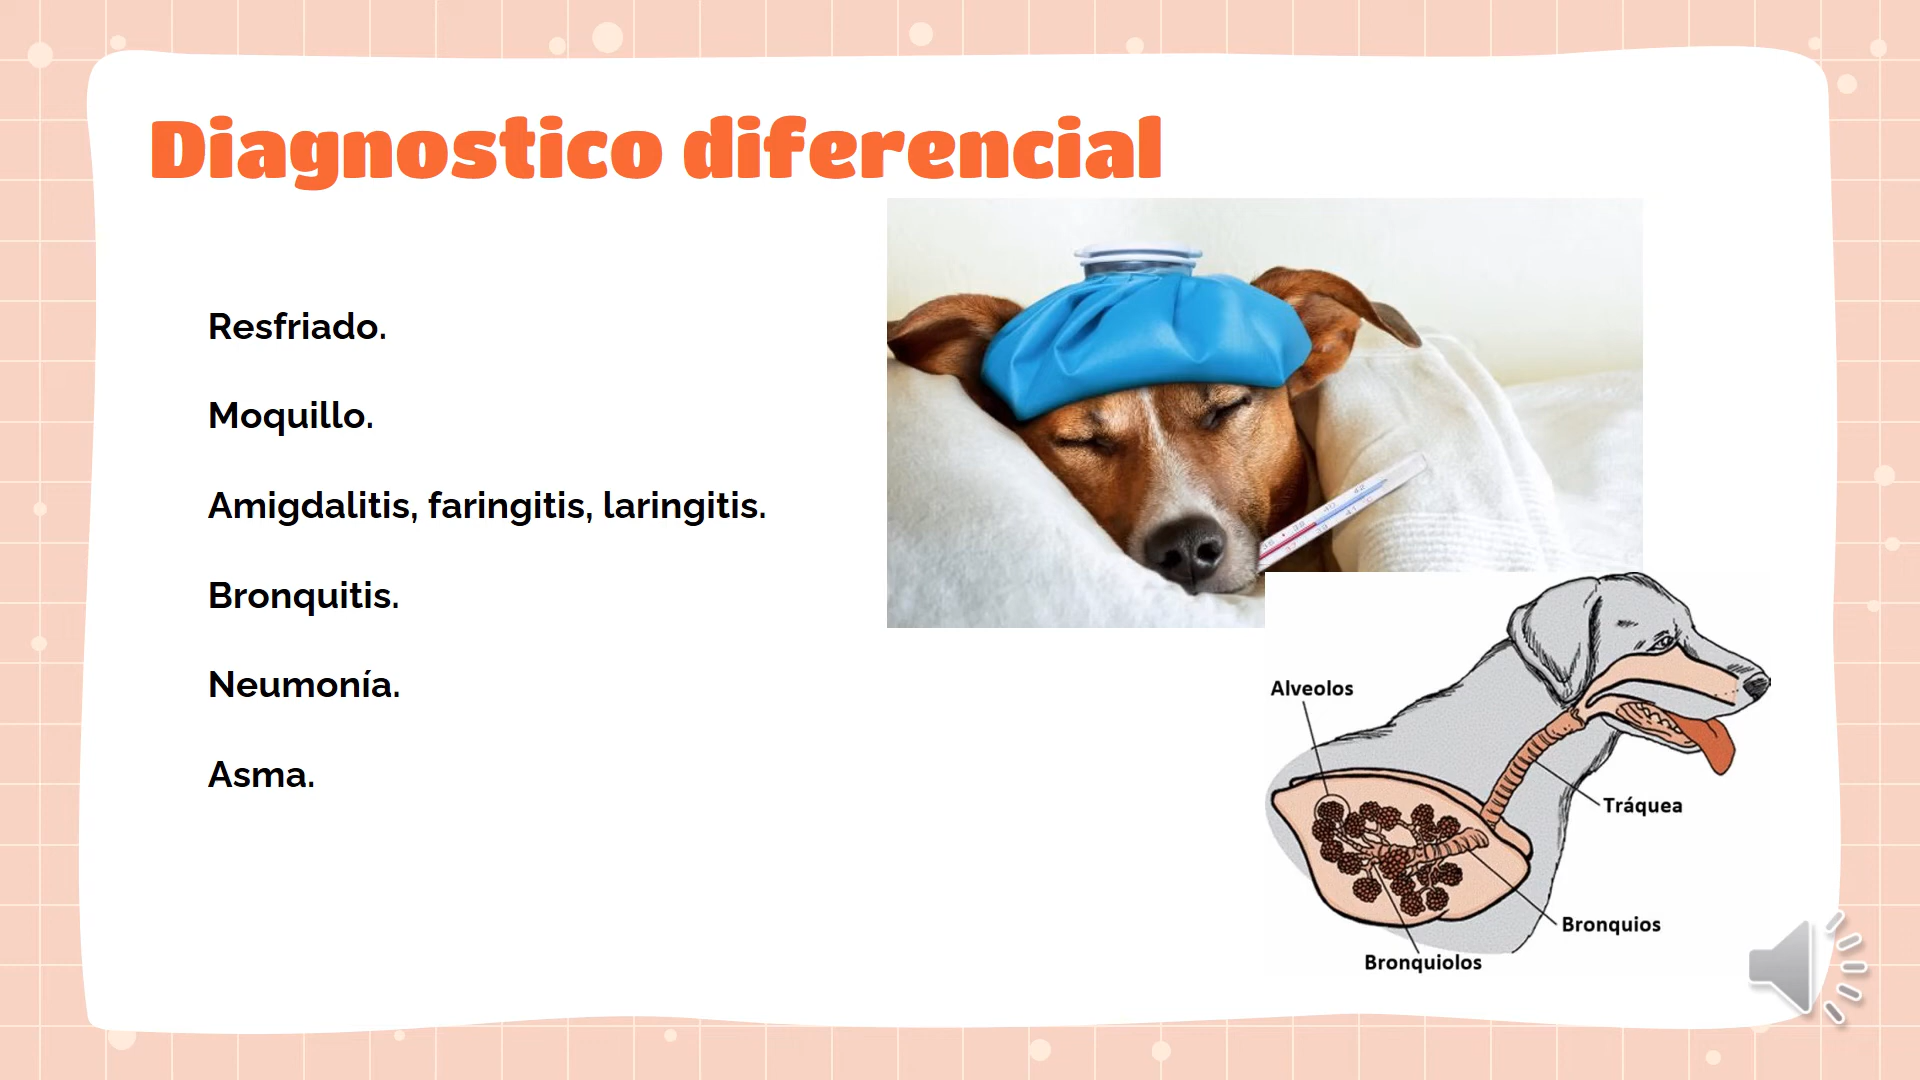 Diagnostico diferencial
Resfriado.
Moquillo.
Amigdalitis, faringitis, laringitis.
Bronquitis.
Neumonía.
Asma.
Alveolos
Tráquea
Bronquios
Bronquiolos